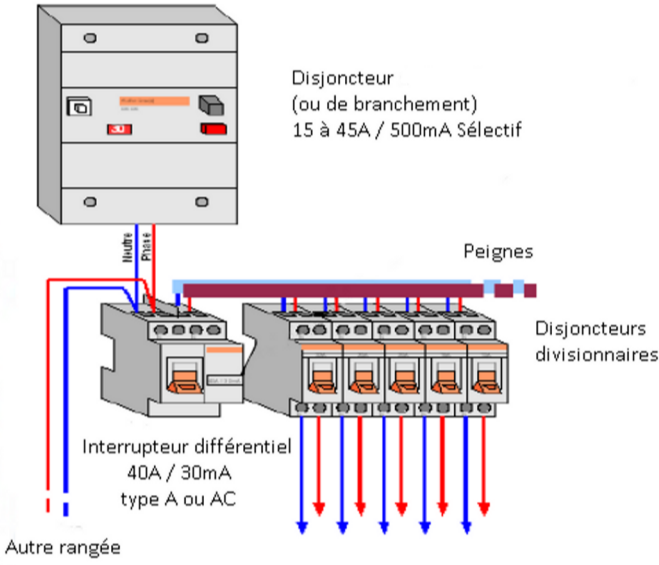 Disjoncteur
(ou de branchement)
15 à 45A / 500mA Sélectif
30
Neutre
Phase
Peignes
Disjoncteurs
divisionnaires
Interrupteur différentiel
40A / 30mA
type A ou AC
Autre rangée